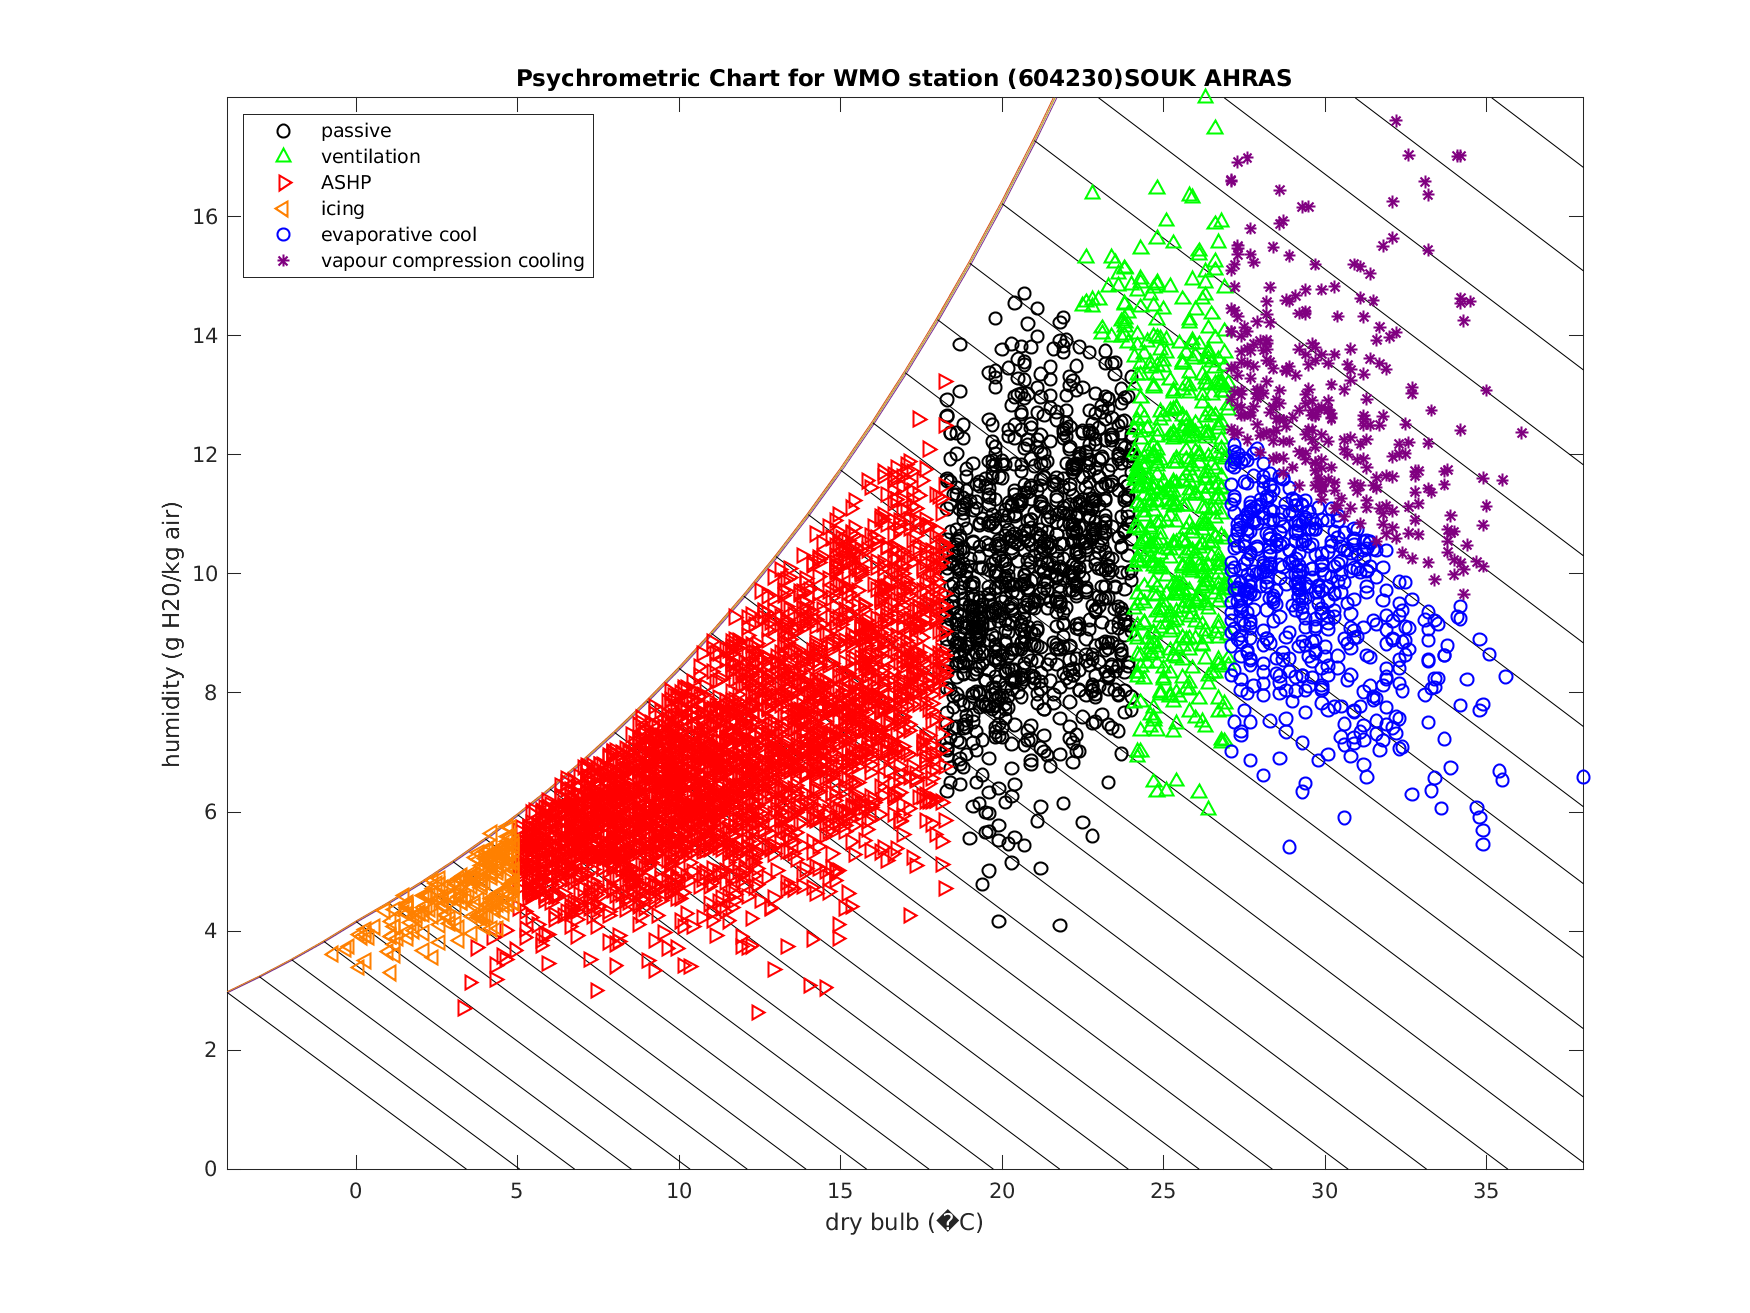 Psychrometric Chart for WMO station (604230)SOUK AHRAS
passive
ventilation
ASHP
icing
evaporative cool
vapour compression cooling
humidity (g H20/kg air)
16
14
12
10
8
6
4
2
0
0 5 10 15 20 25 30 35
dry bulb (�C)